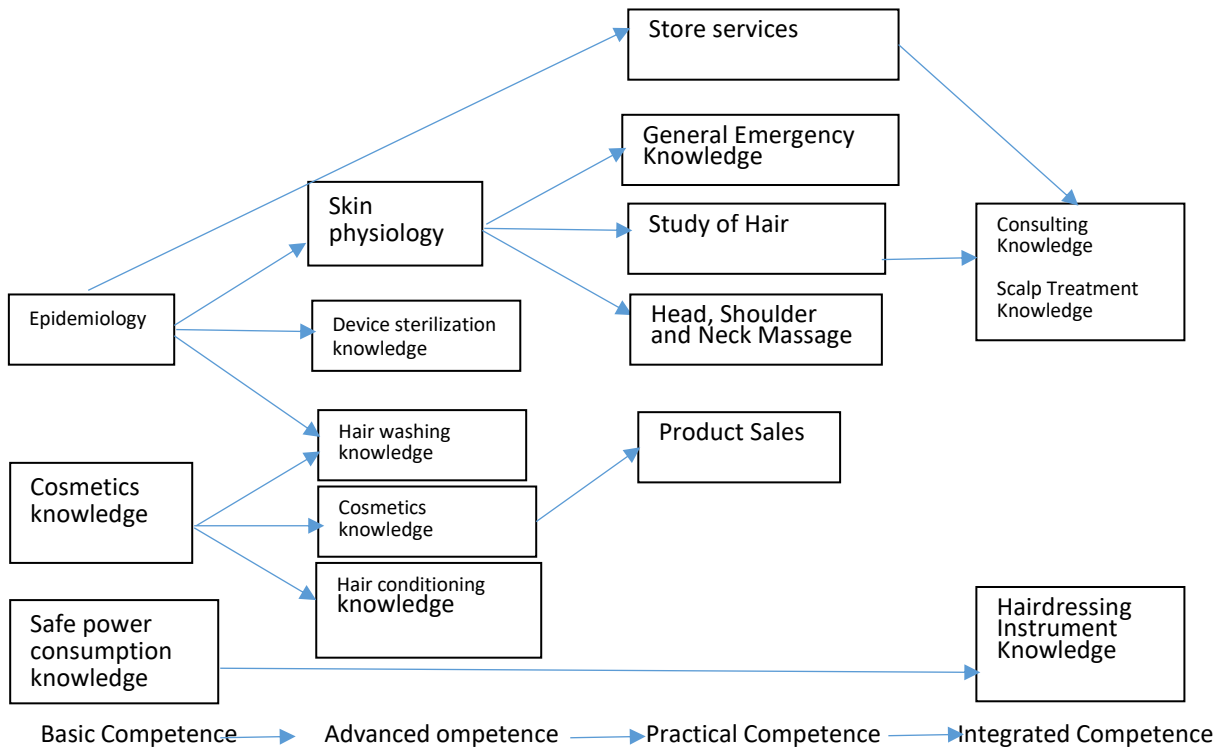 Store services
General Emergency
Knowledge
Skin
physiology
Study of Hair
Consulting
Knowledge
Scalp Treatment
Knowledge
Epidemiology
Device sterilization
knowledge
Head, Shoulder
and Neck Massage
Hair washing
knowledge
Product Sales
Cosmetics
knowledge
Cosmetics
knowledge
Hair conditioning
knowledge
Safe power
consumption
knowledge
Hairdressing
Instrument
Knowledge
Basic Competence Advanced ompetence Practical Competence Integrated Competence